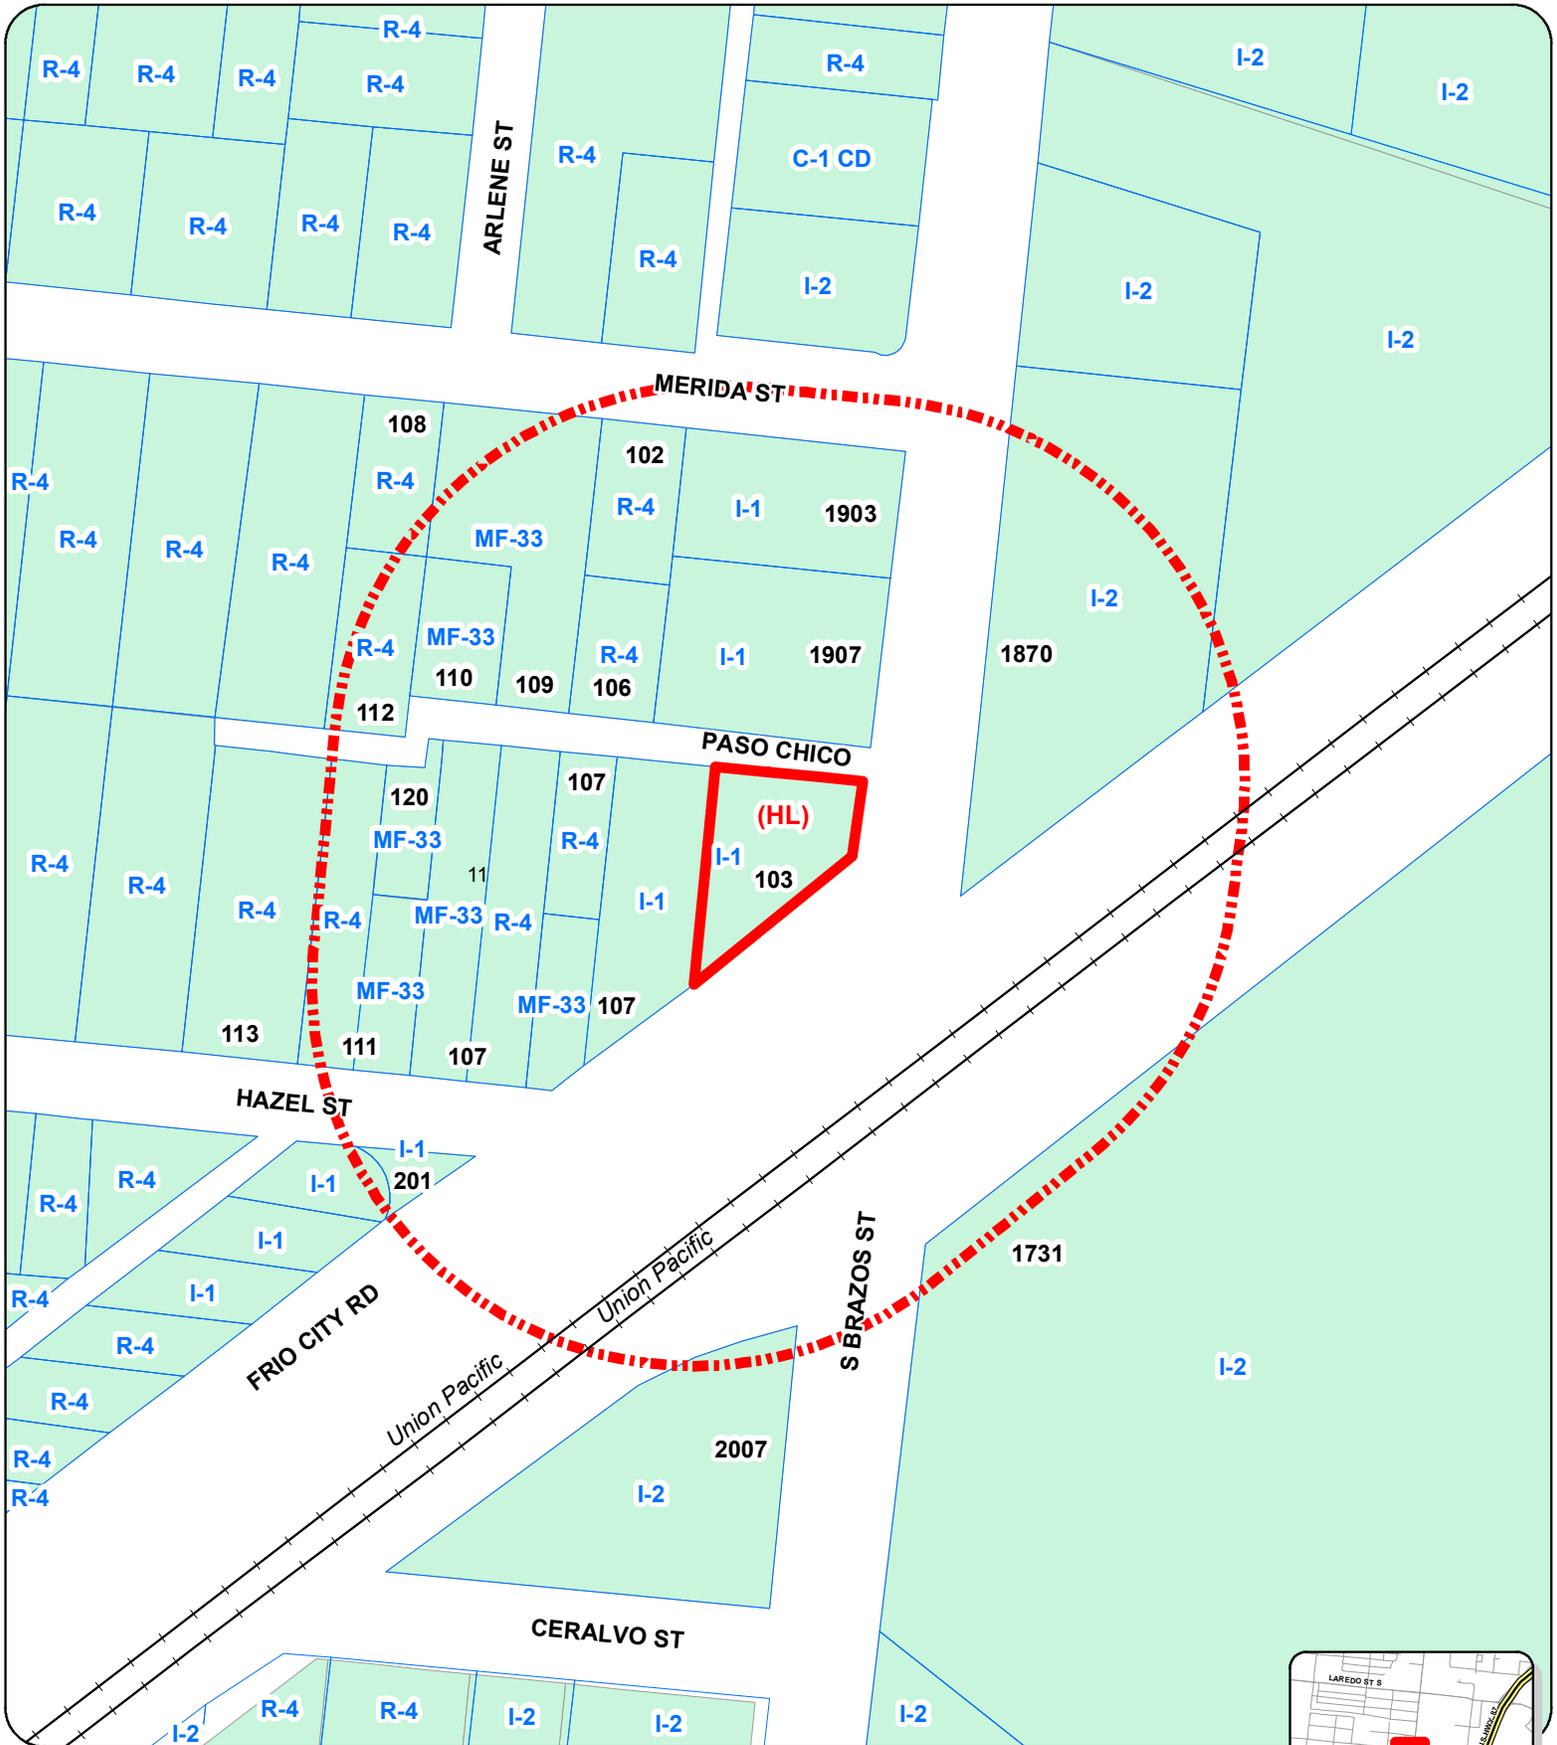 R-4
R-4
R-4
R-4
R-4
R-4
I-2
I-2
R-4
R-4
C-1 CD
ARLENE ST
R-4
R-4
R-4
R-4
R-4
I-2
I-2
I-2
MERIDA ST
108
102
R-4
R-4
R-4
I-1
1903
R-4
R-4
R-4
MF-33
I-2
MF-33
R-4
R-4
I-1
1907
1870
110
109
106
112
PASO CHICO
107
120
(HL)
MF-33
R-4
I-1
103
R-4
R-4
11
R-4
R-4
MF-33
R-4
I-1
MF-33
MF-33
107
113
111
107
HAZEL ST
I-1
201
R-4
R-4
I-1
I-1
1731
R-4
I-1
Union Pacific
S BRAZOS ST
FRIO CITY RD
R-4
I-2
R-4
Union Pacific
R-4
R-4
2007
I-2
CERALVO ST
LAREDO ST S
I.S.HWX-87
R-4
R-4
I-2
I-2
I-2
I-2